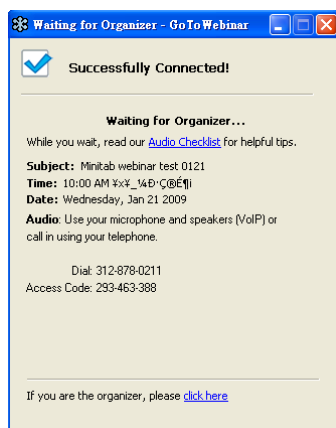 Waiting for Organizer - GoToWebinar
Successfully Connected!
Waiting for Organizer...
While you wait, read our Audio Checklist for helpful tips.
Subject: Minitab webinar test 0121
Time: 10:00 AM
Date: Wednesday, Jan 21 2009
Audio: Use your microphone and speakers (VoIP) or
call in using your telephone.
Dial: 312-878-0211
Access Code: 293-463-388
If you are the organizer, please click here